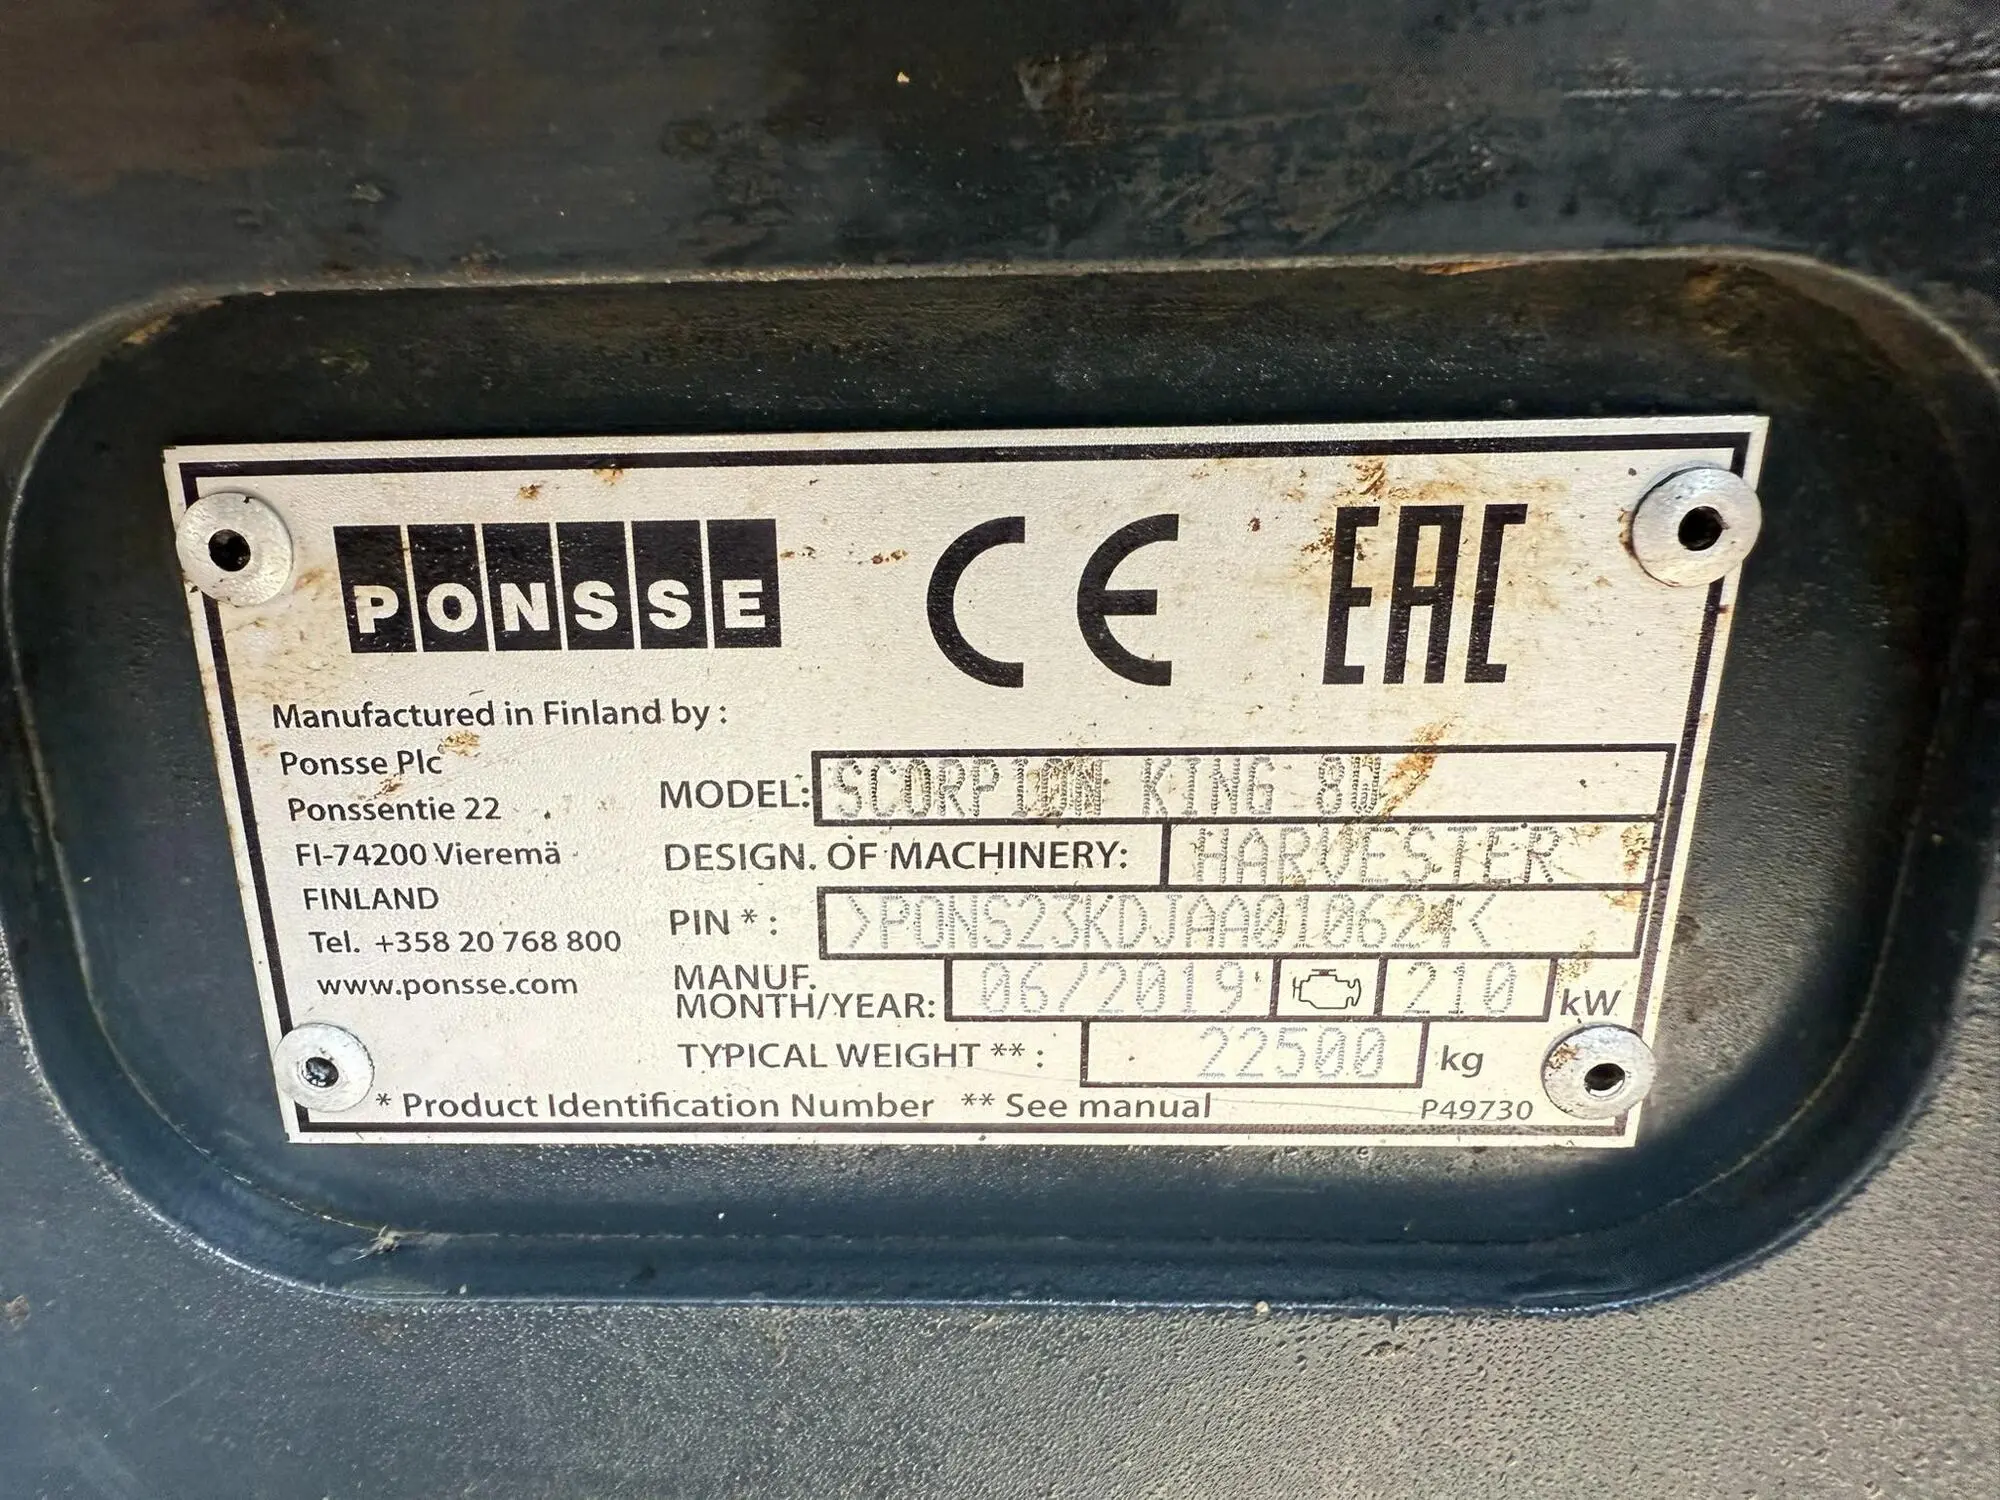 PONSSE CE EAC
Manufactured in Finland by :
Ponsse Plc
Ponssentie 22
FI-74200 Vieremä
FINLAND
Tel. +358 20 768 800
www.ponsse.com
MODEL: SCORPION KING 8W
DESIGN. OF MACHINERY: HARVESTER
PIN * : >PONS23KDJAA010621<
MANUF.
MONTH/YEAR: 06/2019 210 kW
TYPICAL WEIGHT ** : 22500 kg
* Product Identification Number ** See manual P49730